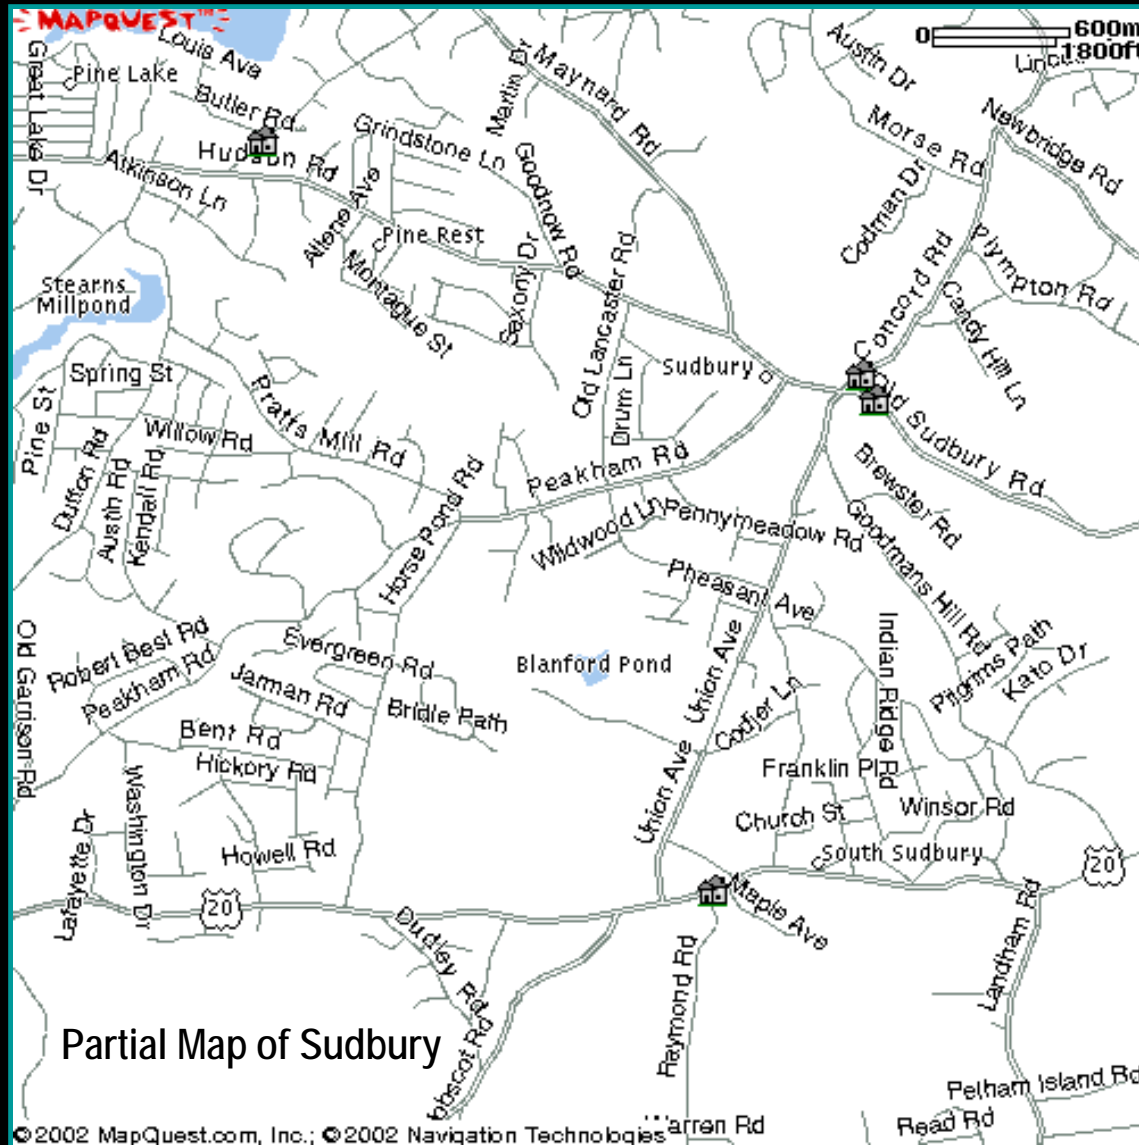 MAPQUEST™
0 600m
1800ft
Louis Ava
Austin Dr
Great Lake Dr
Pine Lake
Martin Dr
Maynard Rd
Butler Rd
Newbridge Rd
Morse Rd
Grindstone Ln
Hudson Rd
Atkinson Ln
Goodnow Rd
Codman Dr
Allene Ave
Pine Rest
Plympton Rd
Montague St
Saxony Dr
Old Lancaster Rd
Concord Rd
Candy Hill Ln
Stearns
Millpond
Sudbury
Spring St
Pine St
Pratts Mill Rd
Drum Ln
Old Sudbury Rd
Willow Rd
Dutton Rd
Austin Rd
Kendall Rd
Horse Pond Rd
Peakham Rd
Brewster Rd
Wildwood Ln
Pennymeadow Rd
Goodmans Hill Rd
Pheasant Ave
Old Garrison Rd
Robert Best Rd
Peakham Rd
Evergreen Rd
Jarman Rd
Bridle Path
Blanford Pond
Union Ave
Indian Ridge Rd
Pilgrims Path
Kato Dr
Codjer Ln
Bent Rd
Hickory Rd
Washington Dr
Union Ave
Franklin Pl
Church St
Winsor Rd
Lafayette Dr
Howell Rd
South Sudbury
20
20
Maple Ave
Dudley Rd
Raymond Rd
Landham Rd
Partial Map of Sudbury
obscot Rd
Pelham Island Rd
Read Rd
arren Rd
©2002 MapQuest.com, Inc.; ©2002 Navigation Technologies